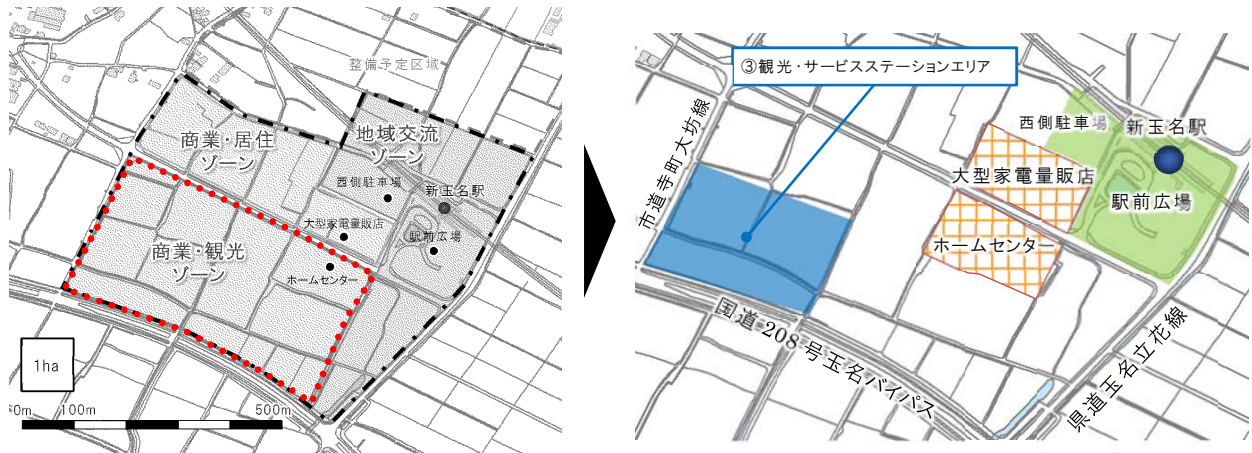 整備予定区域
商業・居住
ゾーン
地域交流
ゾーン
西側駐車場
新玉名駅
大型家電量販店
駅前広場
商業・観光
ゾーン
ホームセンター
1ha
0m
100m
500m
③観光・サービスステーションエリア
市道寺町大坊線
西側駐車場
新玉名駅
大型家電量販店
駅前広場
ホームセンター
国道208号玉名バイパス
県道玉名立花線